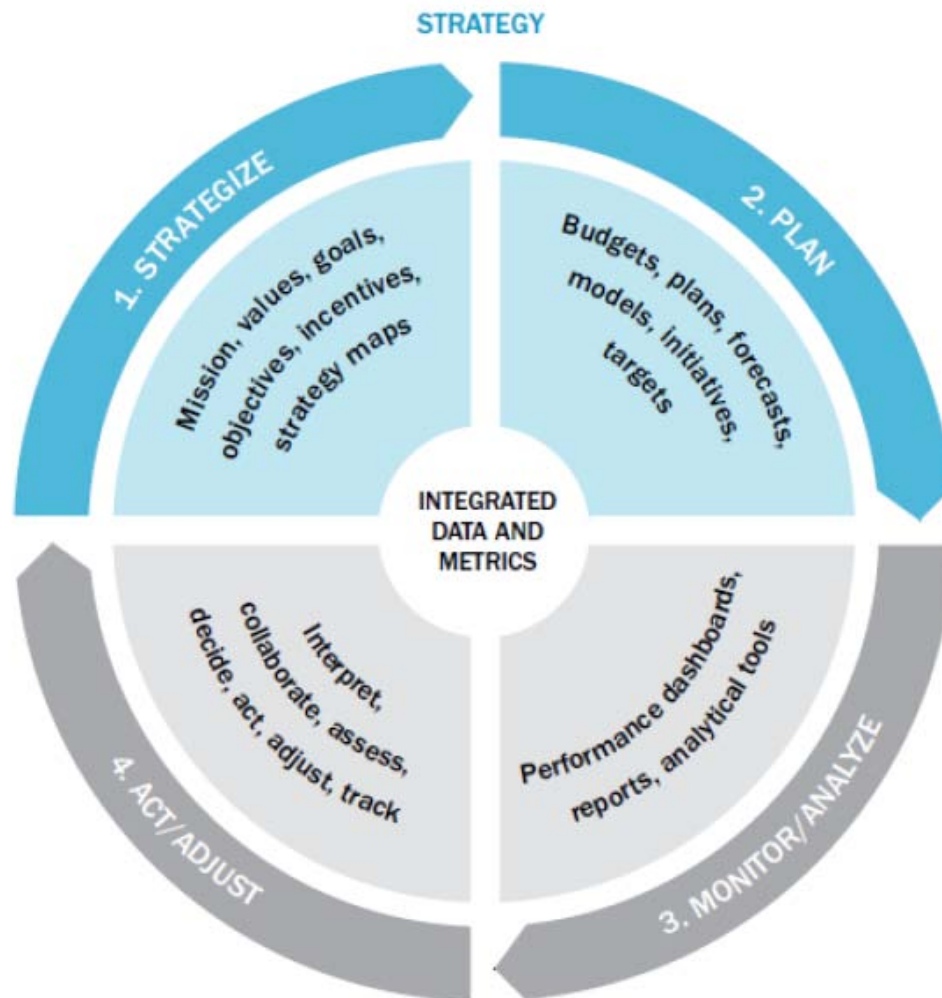 STRATEGY
1. STRATEGIZE
Mission, values, goals,
objectives, incentives,
strategy maps
2. PLAN
Budgets, plans, forecasts,
models, initiatives,
targets
INTEGRATED
DATA AND
METRICS
3. MONITOR/ANALYZE
Performance dashboards,
reports, analytical tools
4. ACT/ADJUST
Interpret,
collaborate, assess,
decide, act, adjust, track